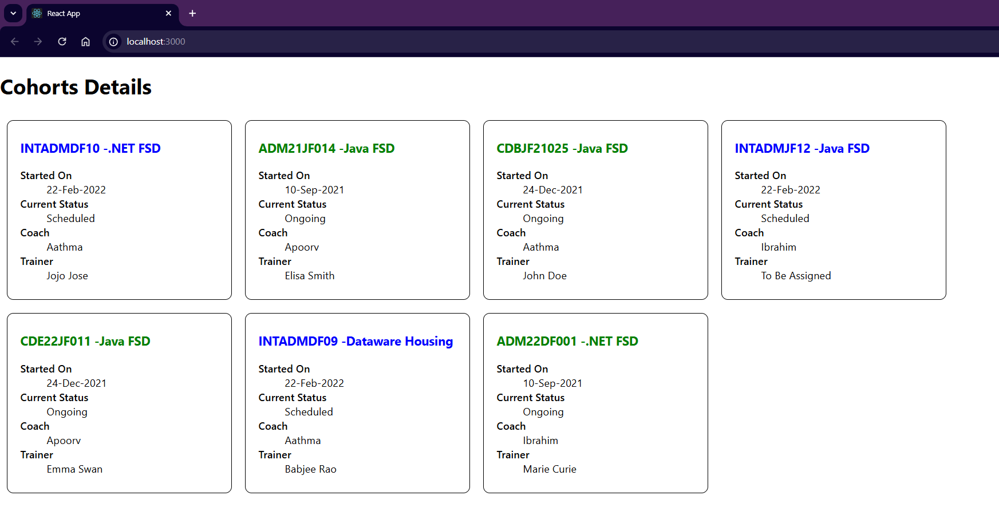 React App
localhost:3000
Cohorts Details
INTADMDF10 -.NET FSD
Started On
22-Feb-2022
Current Status
Scheduled
Coach
Aathma
Trainer
Jojo Jose
ADM21JF014 -Java FSD
Started On
10-Sep-2021
Current Status
Ongoing
Coach
Apoorv
Trainer
Elisa Smith
CDBJF21025 -Java FSD
Started On
24-Dec-2021
Current Status
Ongoing
Coach
Aathma
Trainer
John Doe
INTADMJF12 -Java FSD
Started On
22-Feb-2022
Current Status
Scheduled
Coach
Ibrahim
Trainer
To Be Assigned
CDE22JF011 -Java FSD
Started On
24-Dec-2021
Current Status
Ongoing
Coach
Apoorv
Trainer
Emma Swan
INTADMDF09 -Dataware Housing
Started On
22-Feb-2022
Current Status
Scheduled
Coach
Aathma
Trainer
Babjee Rao
ADM22DF001 -.NET FSD
Started On
10-Sep-2021
Current Status
Ongoing
Coach
Ibrahim
Trainer
Marie Curie